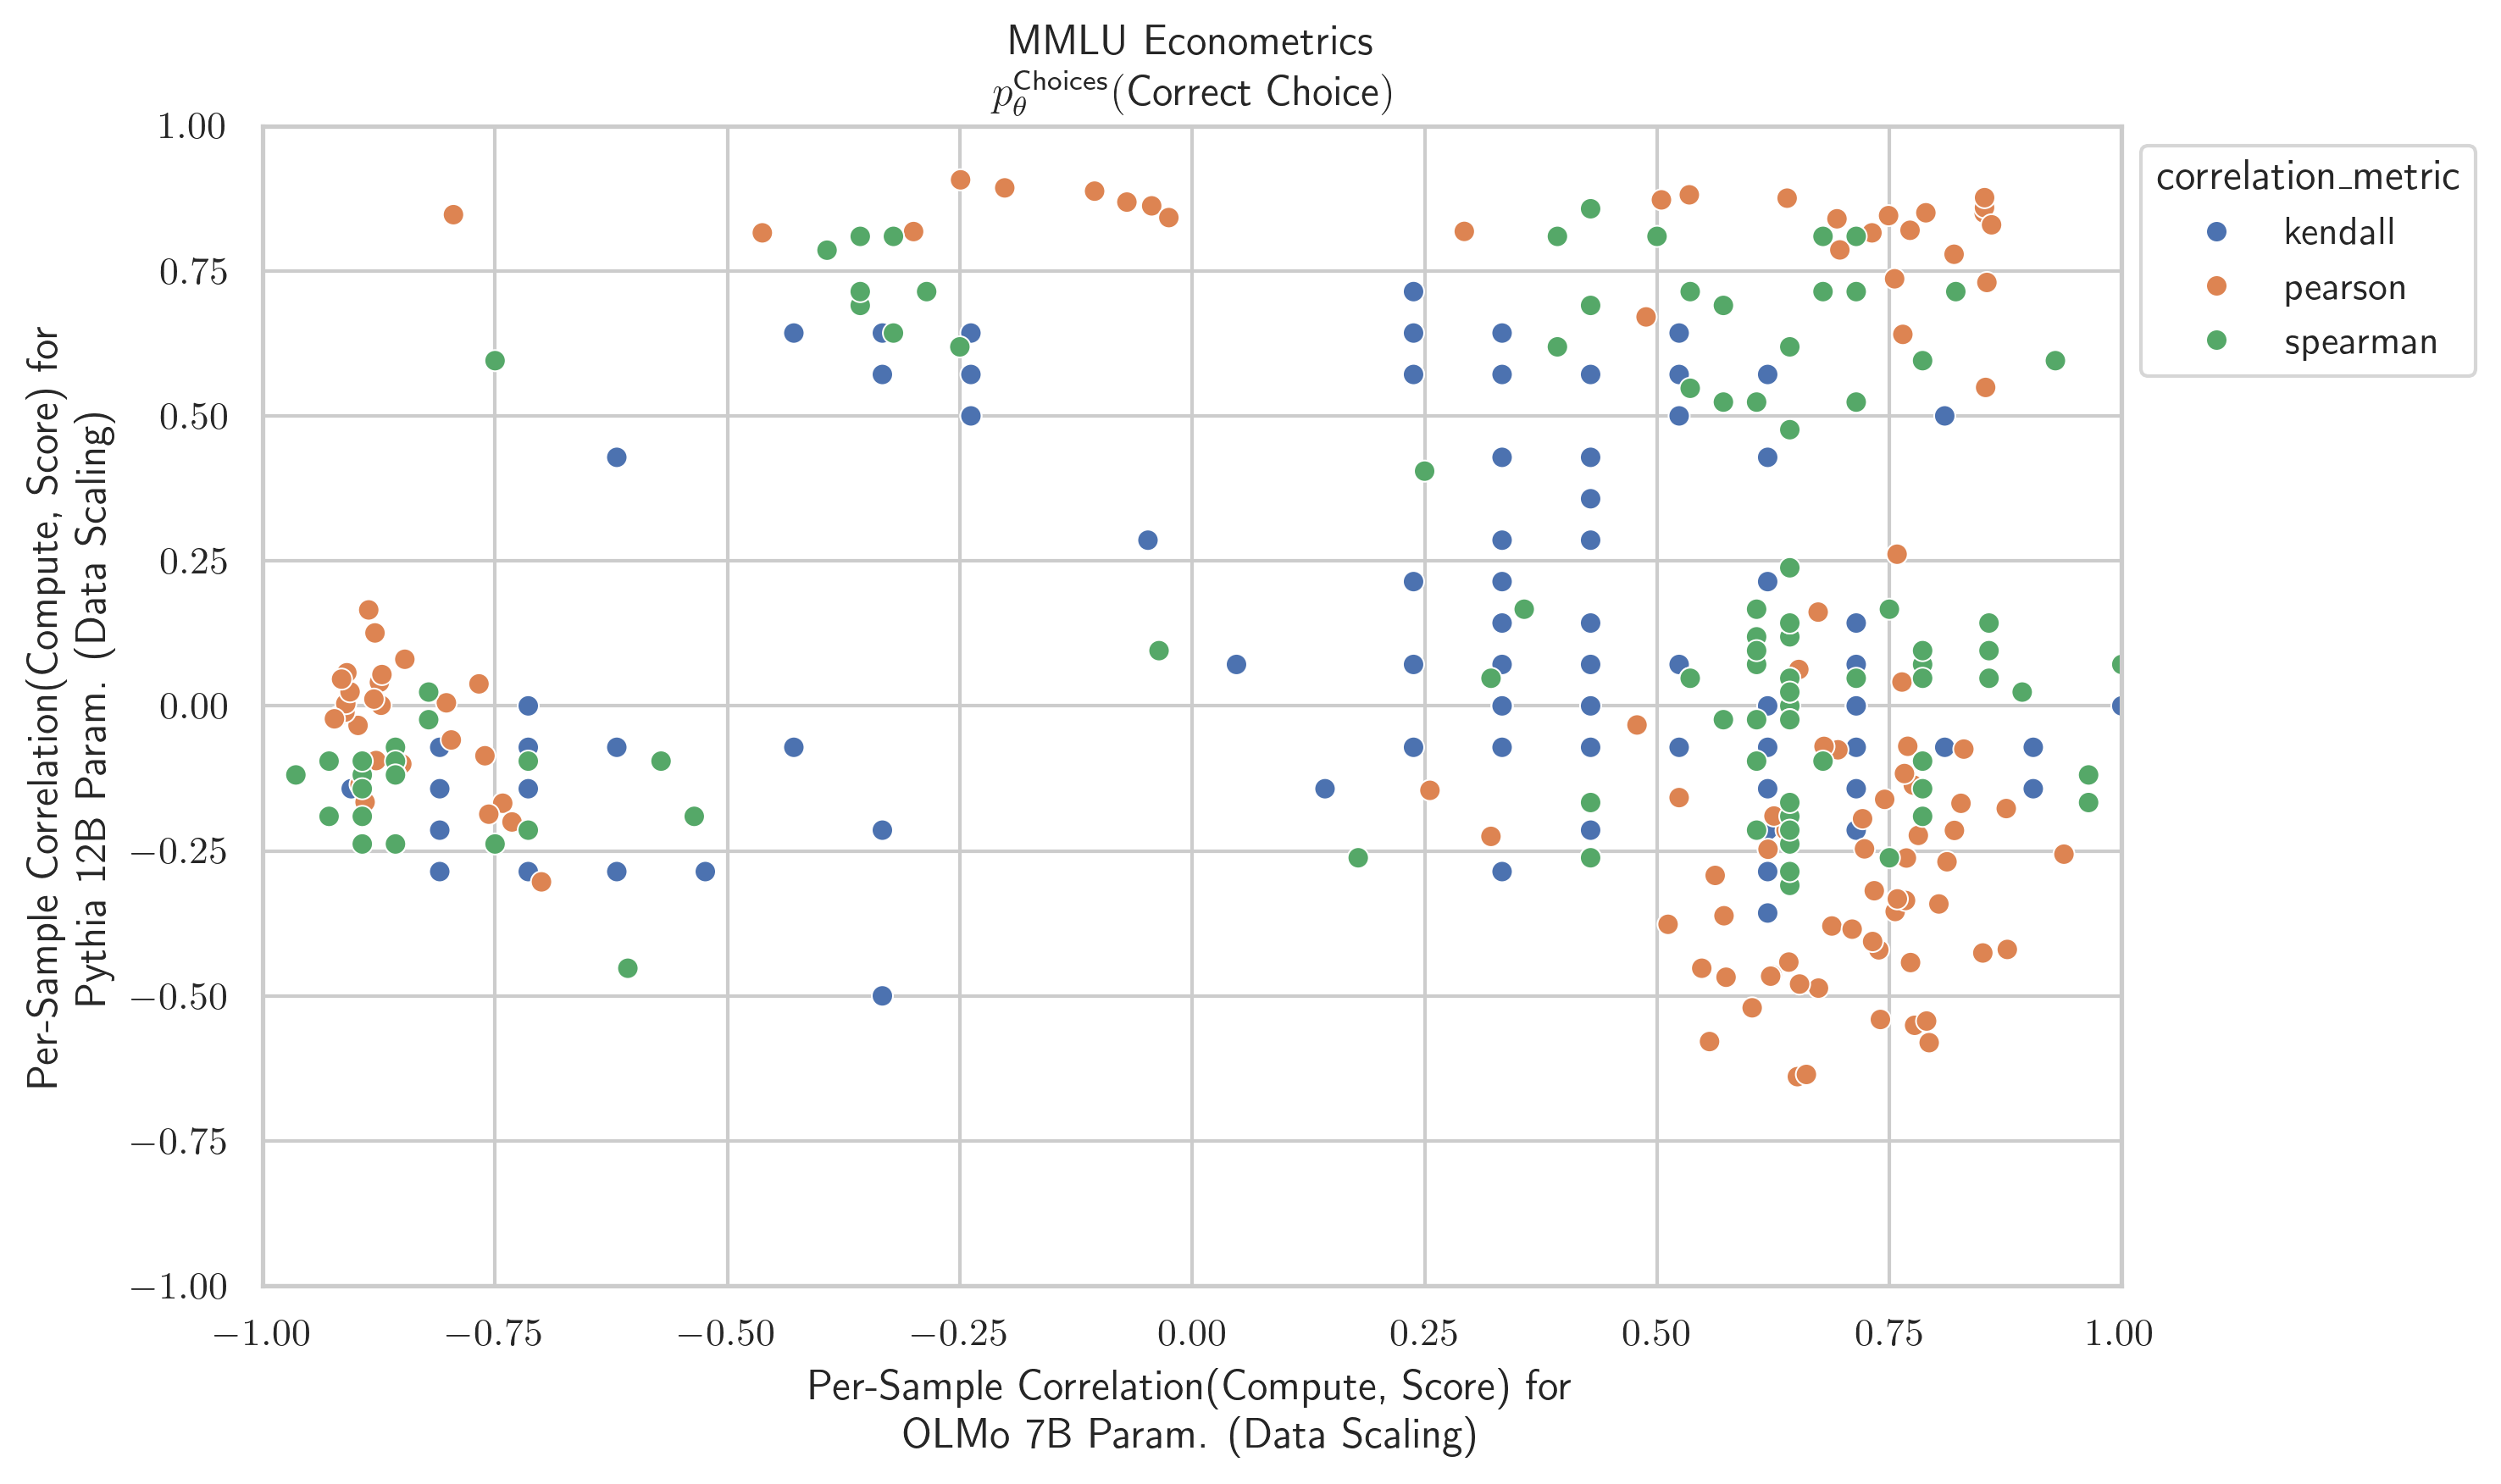 MMLU Econometrics
p_θ^Choices(Correct Choice)
1.00
0.75
0.50
0.25
0.00
−0.25
−0.50
−0.75
−1.00
Per-Sample Correlation(Compute, Score) for
Pythia 12B Param. (Data Scaling)
−1.00 −0.75 −0.50 −0.25 0.00 0.25 0.50 0.75 1.00
Per-Sample Correlation(Compute, Score) for
OLMo 7B Param. (Data Scaling)
correlation_metric
kendall
pearson
spearman